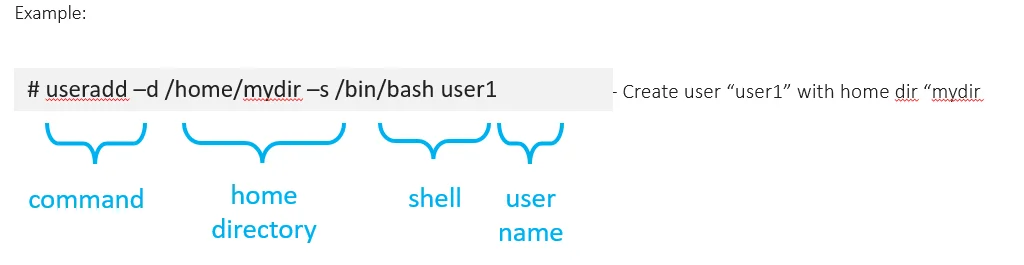 Example:
# useradd –d /home/mydir –s /bin/bash user1 - Create user “user1” with home dir “mydir
command home directory shell user name